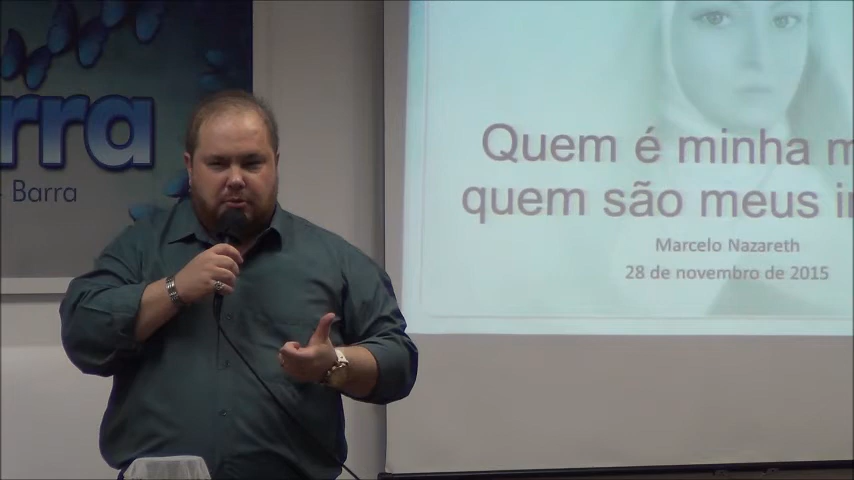 rra
Barra
Quem é minha m
quem são meus
Marcelo Nazareth
28 de novembro de 2015